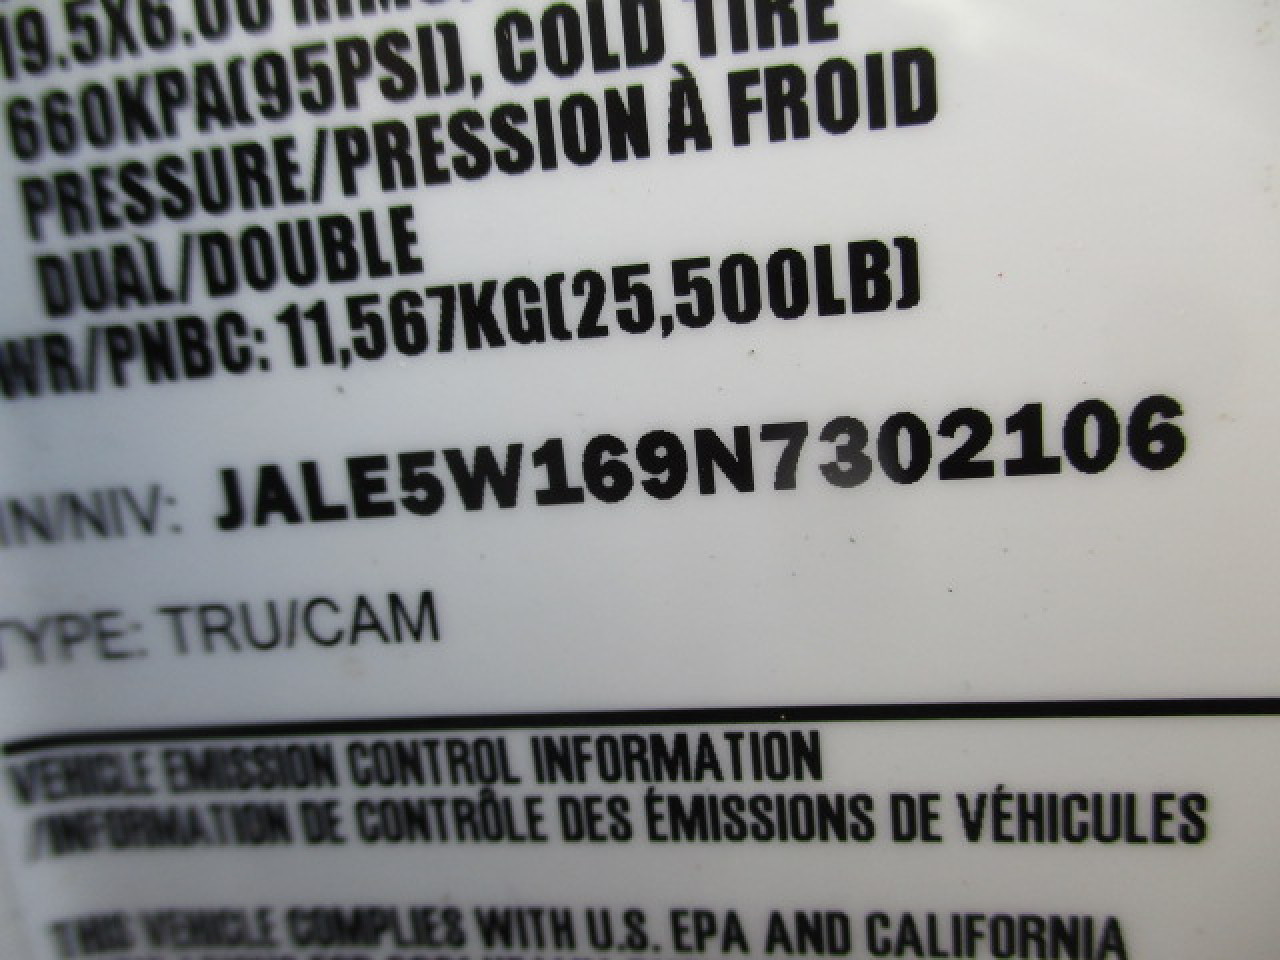 19.5X6.00
660KPA(95PSI), COLD TIRE
PRESSURE/PRESSION À FROID
DUAL/DOUBLE
WR/PNBC: 11,567KG(25,500LB)
IN/NIV: JALE5W169N7302106
TYPE: TRU/CAM
VEHICLE EMISSION CONTROL INFORMATION
/INFORMATION DE CONTRÔLE DES ÉMISSIONS DE VÉHICULES
THIS VEHICLE COMPLIES WITH U.S. EPA AND CALIFORNIA